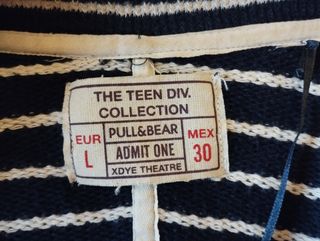 THE TEEN DIV.
COLLECTION
EUR
L
PULL&BEAR
ADMIT ONE
XDYE THEATRE
MEX
30